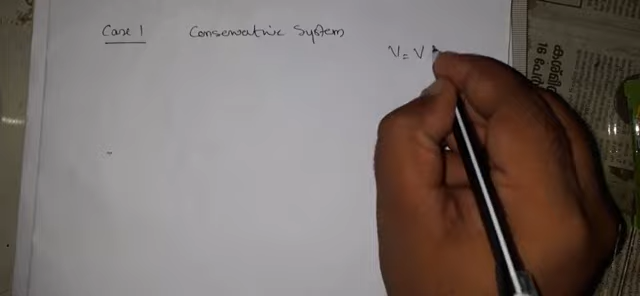 Case 1 Conservative System
V = V